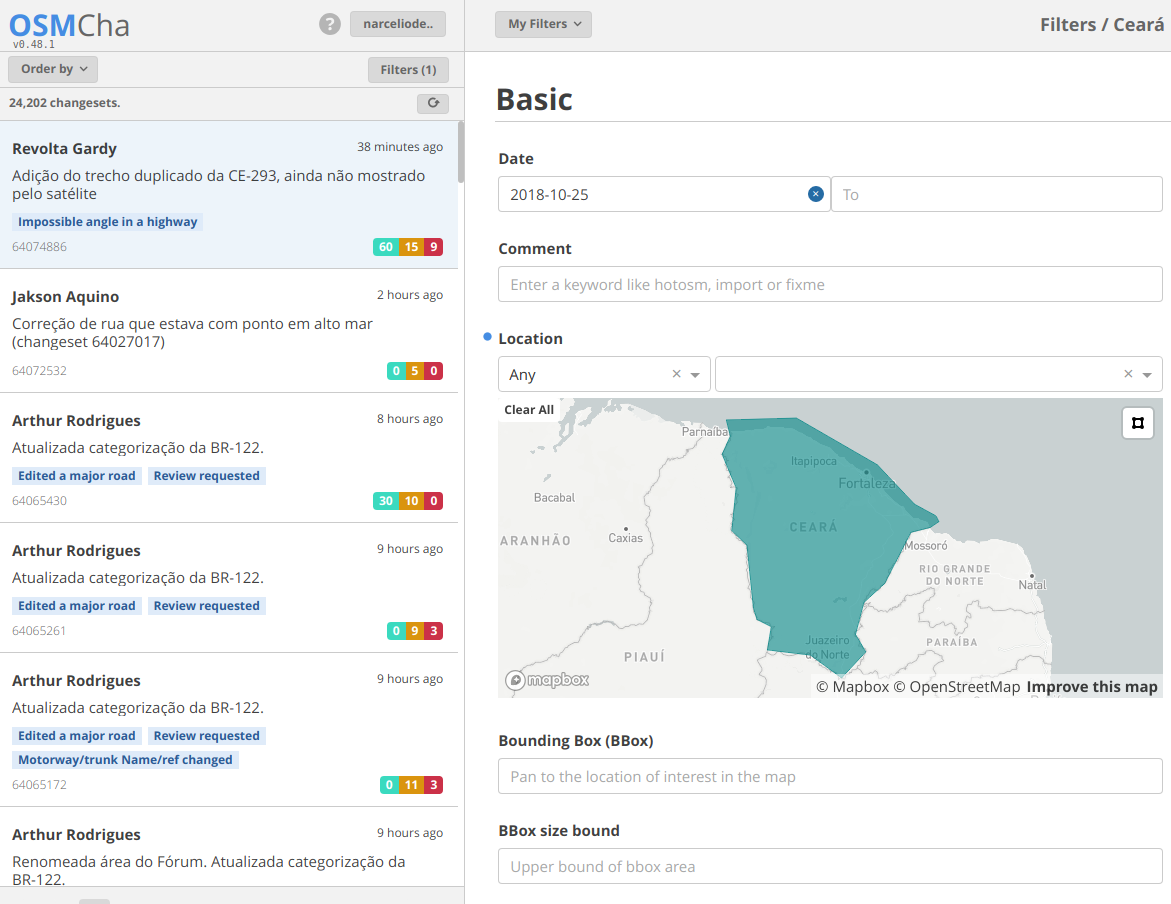 OSMCha
v0.48.1
?
narceliode..
Order by
Filters (1)
24,202 changesets.
Revolta Gardy
38 minutes ago
Adição do trecho duplicado da CE-293, ainda não mostrado
pelo satélite
Impossible angle in a highway
64074886
60 15 9
Jakson Aquino
2 hours ago
Correção de rua que estava com ponto em alto mar
(changeset 64027017)
64072532
0 5 0
Arthur Rodrigues
8 hours ago
Atualizada categorização da BR-122.
Edited a major road
Review requested
64065430
30 10 0
Arthur Rodrigues
9 hours ago
Atualizada categorização da BR-122.
Edited a major road
Review requested
64065261
0 9 3
Arthur Rodrigues
9 hours ago
Atualizada categorização da BR-122.
Edited a major road
Review requested
Motorway/trunk Name/ref changed
64065172
0 11 3
Arthur Rodrigues
9 hours ago
Renomeada área do Fórum. Atualizada categorização da
BR-122.
My Filters
Filters / Ceará
Basic
Date
2018-10-25
To
Comment
Enter a keyword like hotosm, import or fixme
Location
Any
Clear All
Parnaíba
Itapipoca
Fortaleza
Bacabal
CEARÁ
ARANHÃO
Caxias
Mossoró
RIO GRANDE
DO NORTE
Natal
Juazeiro
do Norte
PARAÍBA
PIAUÍ
mapbox
© Mapbox © OpenStreetMap Improve this map
Bounding Box (BBox)
Pan to the location of interest in the map
BBox size bound
Upper bound of bbox area